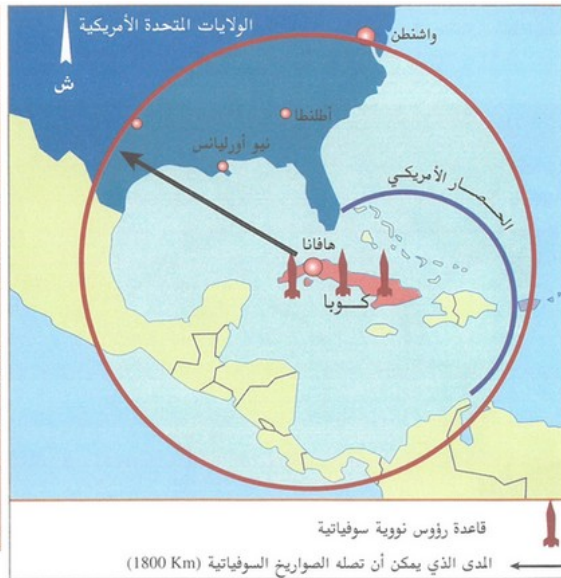 الولايات المتحدة الأمريكية
واشنطن
ش
أطلنطا
نيو أورليانس
الحصار الأمريكي
هافانا
كوبا
قاعدة رؤوس نووية سوفياتية
المدى الذي يمكن أن تصله الصواريخ السوفياتية (1800 Km)